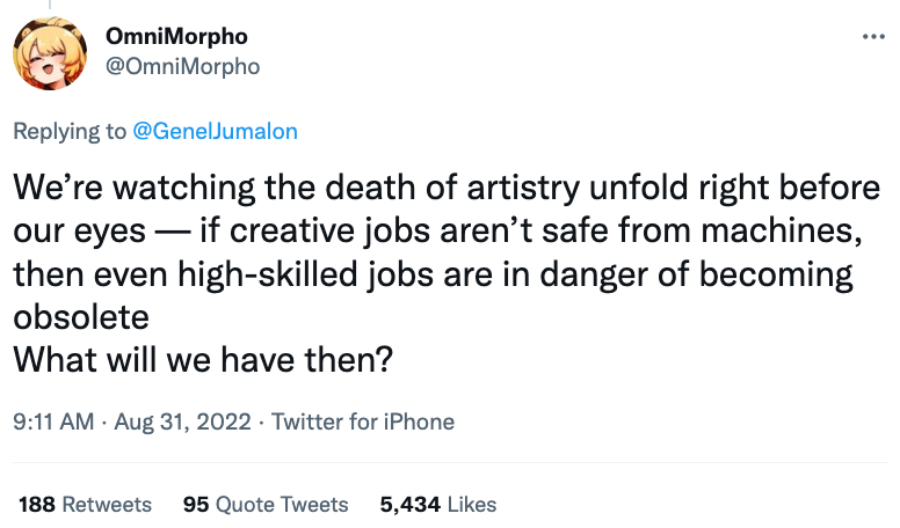 OmniMorpho
@OmniMorpho
Replying to @GenelJumalon
We’re watching the death of artistry unfold right before
our eyes — if creative jobs aren’t safe from machines,
then even high-skilled jobs are in danger of becoming
obsolete
What will we have then?
9:11 AM · Aug 31, 2022 · Twitter for iPhone
188 Retweets 95 Quote Tweets 5,434 Likes